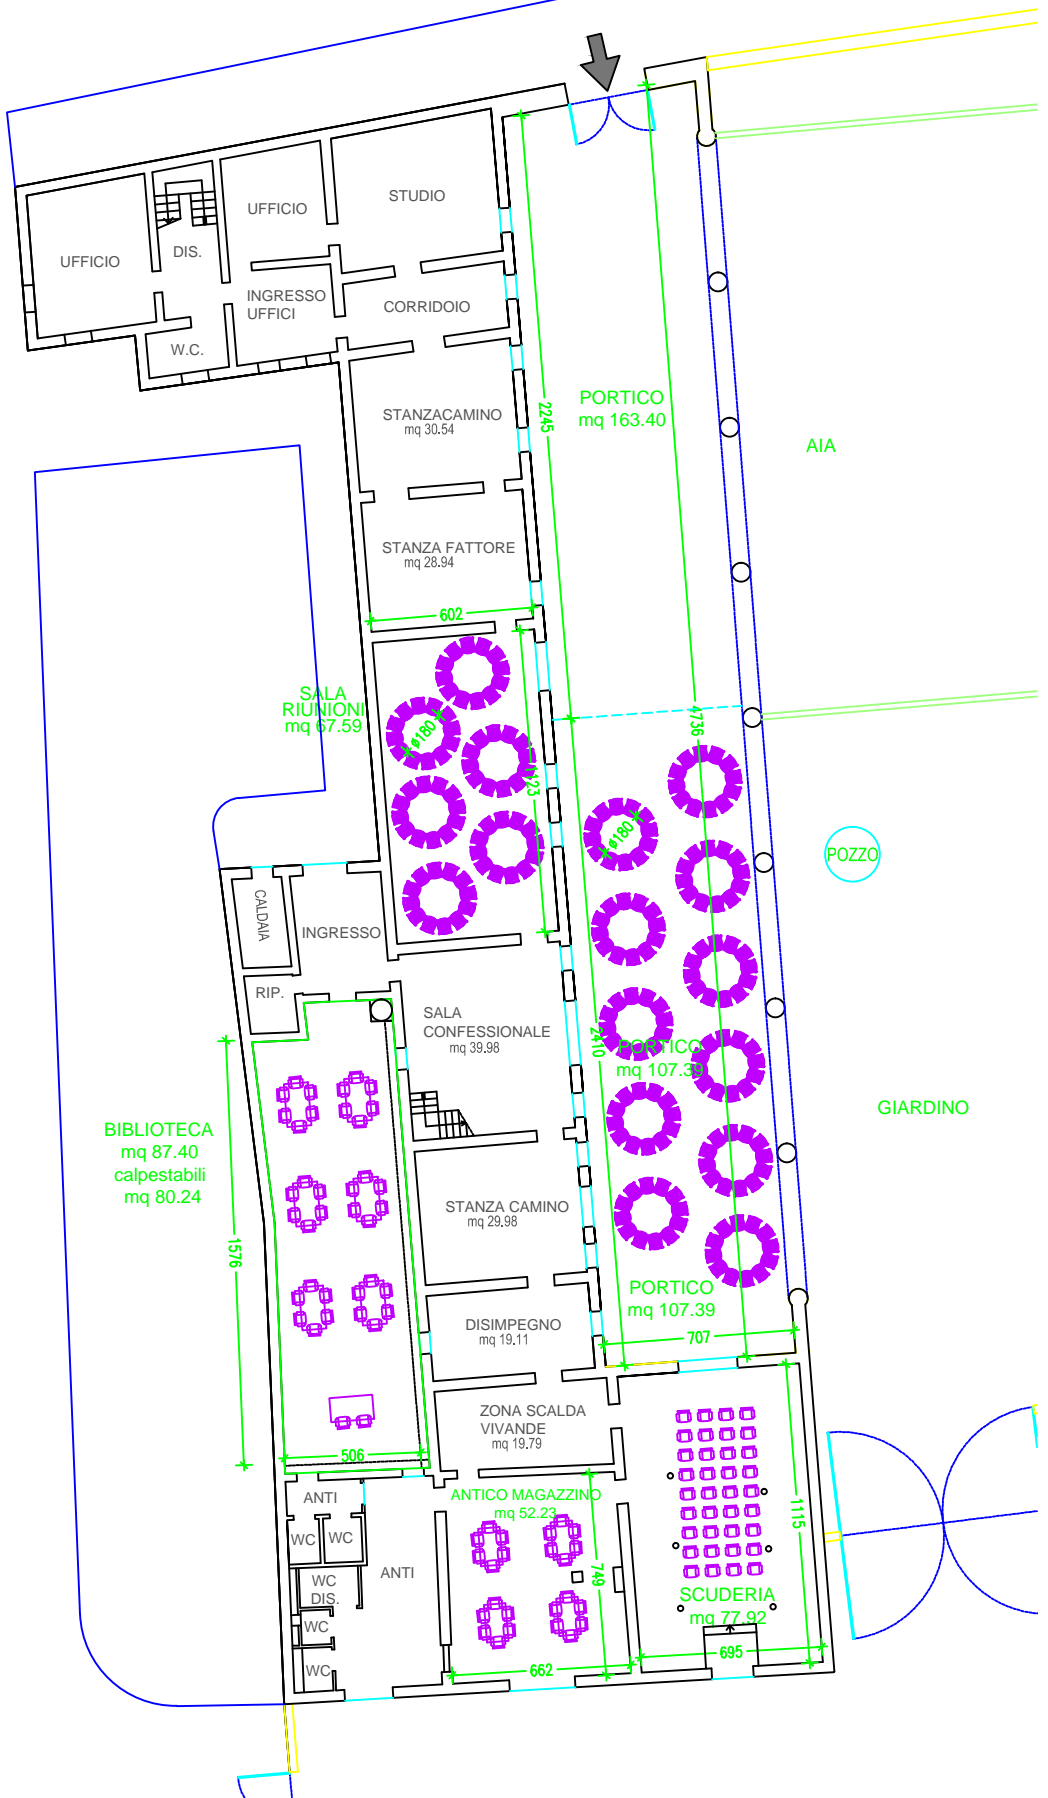 STUDIO
UFFICIO
DIS.
UFFICIO
INGRESSO
UFFICI
CORRIDOIO
W.C.
STANZACAMINO
mq 30.54
2245
PORTICO
mq 163.40
AIA
STANZA FATTORE
mq 28.94
602
SALA
RIUNIONI
mq 67.59
ø180
1123
4736
ø180
POZZO
CALDAIA
INGRESSO
RIP.
SALA
CONFESSIONALE
mq 39.98
2410
PORTICO
mq 107.39
GIARDINO
BIBLIOTECA
mq 87.40
calpestabili
mq 80.24
1576
STANZA CAMINO
mq 29.98
PORTICO
mq 107.39
DISIMPEGNO
mq 19.11
707
ZONA SCALDA
VIVANDE
mq 19.79
506
ANTICO MAGAZZINO
mq 52.23
ANTI
WC
WC
ANTI
WC
DIS.
WC
WC
749
1115
SCUDERIA
mq 77.92
662
695